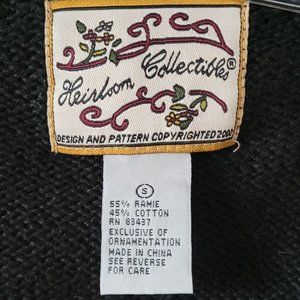 Heirloom Collectibles®
DESIGN AND PATTERN COPYRIGHTED 2002
S
55% RAMIE
45% COTTON
RN 83437
EXCLUSIVE OF
ORNAMENTATION
MADE IN CHINA
SEE REVERSE
FOR CARE